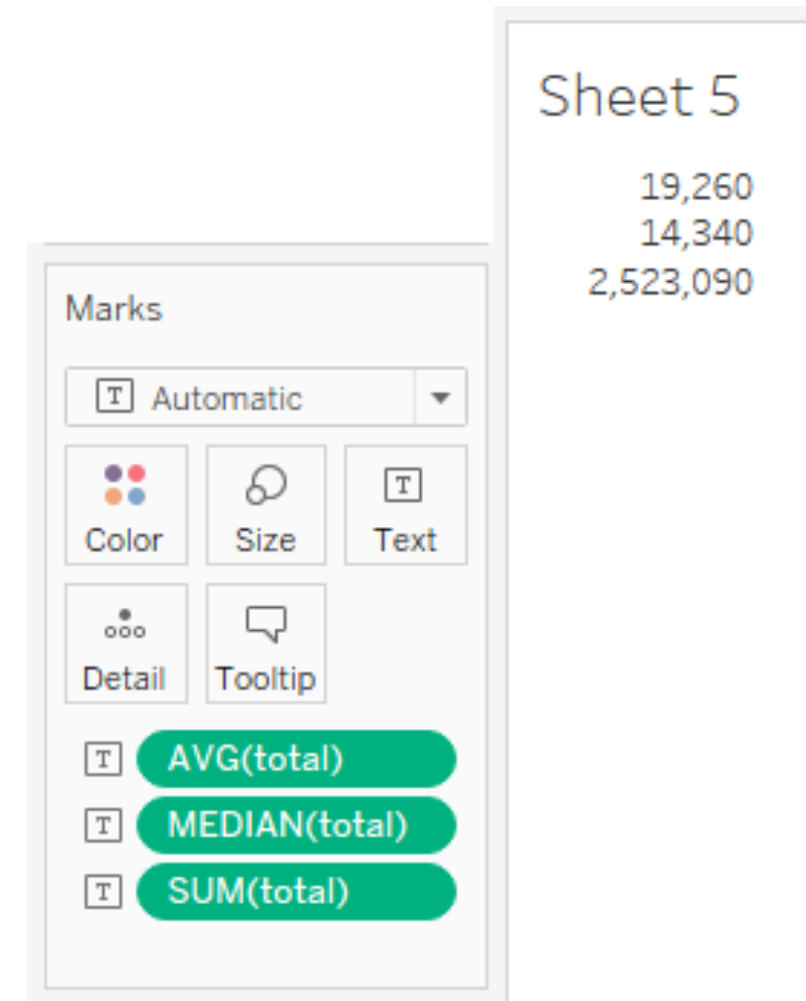 Sheet 5
19,260
14,340
2,523,090
Marks
T Automatic
Color Size T Text
Detail Tooltip
T AVG(total)
T MEDIAN(total)
T SUM(total)